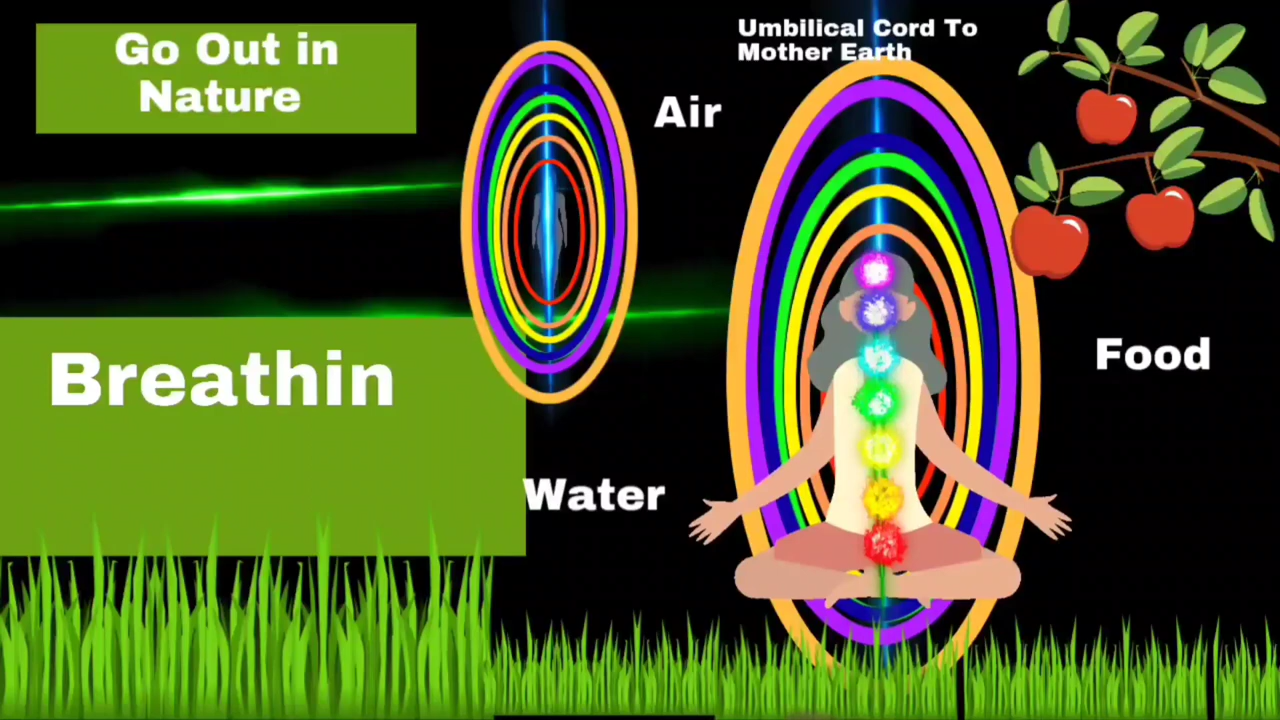 Go Out in
Nature
Umbilical Cord To
Mother Earth
Air
Breathin
Food
Water